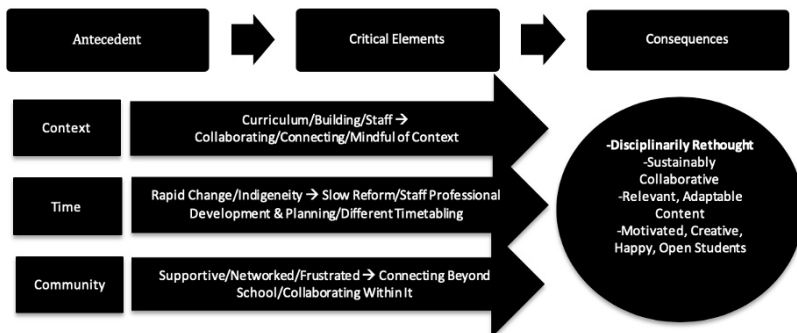 Antecedent
Critical Elements
Consequences
Context
Curriculum/Building/Staff →
Collaborating/Connecting/Mindful of Context
Time
Rapid Change/Indigeneity → Slow Reform/Staff Professional
Development & Planning/Different Timetabling
Community
Supportive/Networked/Frustrated → Connecting Beyond
School/Collaborating Within It
-Disciplinarily Rethought
-Sustainably
Collaborative
-Relevant, Adaptable
Content
-Motivated, Creative,
Happy, Open Students